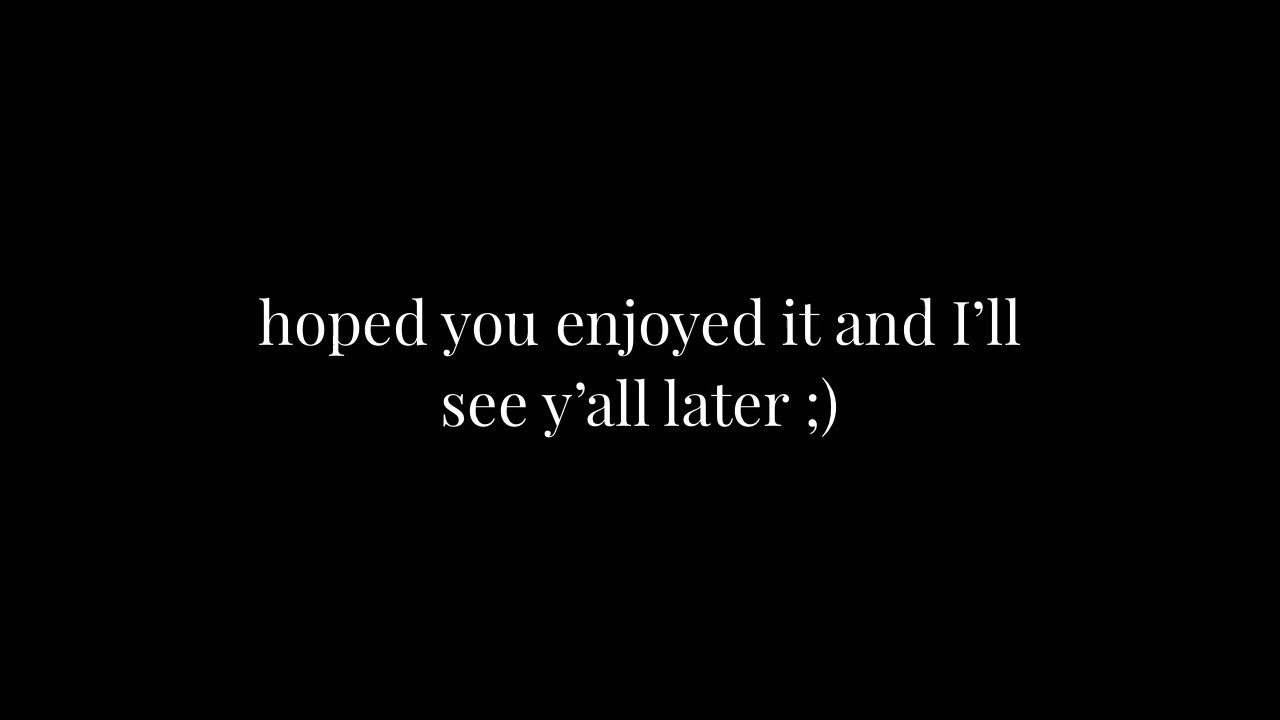 hoped you enjoyed it and I’ll
see y’all later ;)